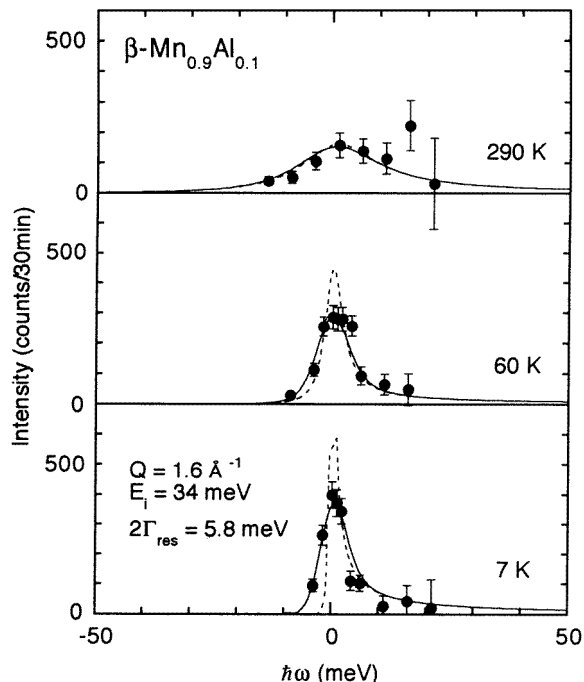 β-Mn0.9Al0.1
500
0
290 K
500
0
60 K
500
0
Q = 1.6 Å⁻¹
Ei = 34 meV
2Γres = 5.8 meV
7 K
-50
0
50
ħω (meV)
Intensity (counts/30min)